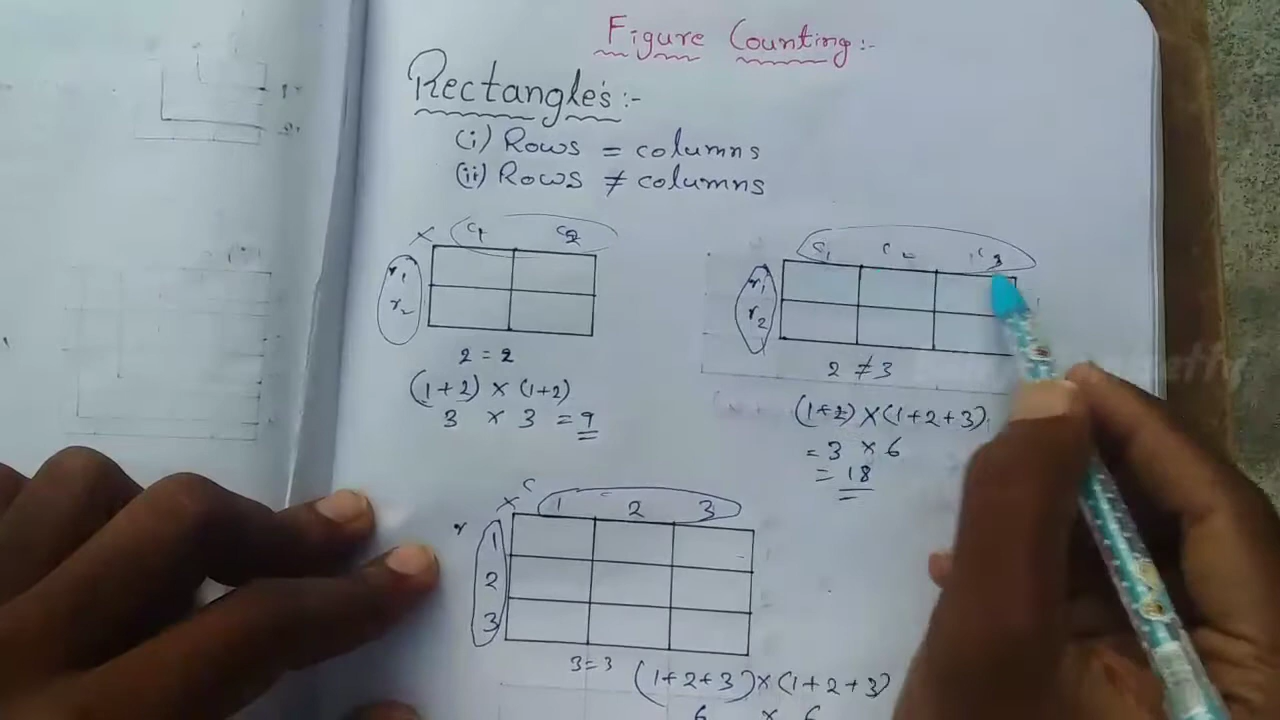 Figure Counting:-
Rectangle's:-
(i) Rows = columns
(ii) Rows ≠ columns
× c1 c2
r1
r2
2 = 2
(1+2) × (1+2)
3 × 3 = 9
c1 c2 c3
r1
r2
2 ≠ 3
(1+2) × (1+2+3)
= 3 × 6
= 18
× c 1 2 3
r 1
2
3
3=3
(1+2+3) × (1+2+3)
6 × 6